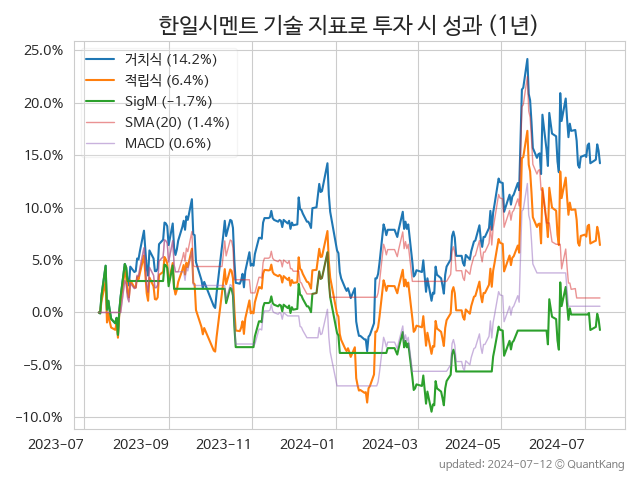 한일시멘트 기술 지표로 투자 시 성과 (1년)
거치식 (14.2%)
적립식 (6.4%)
SigM (−1.7%)
SMA(20) (1.4%)
MACD (0.6%)
25.0%
20.0%
15.0%
10.0%
5.0%
0.0%
−5.0%
−10.0%
2023-07 2023-09 2023-11 2024-01 2024-03 2024-05 2024-07
updated: 2024-07-12 © QuantKang